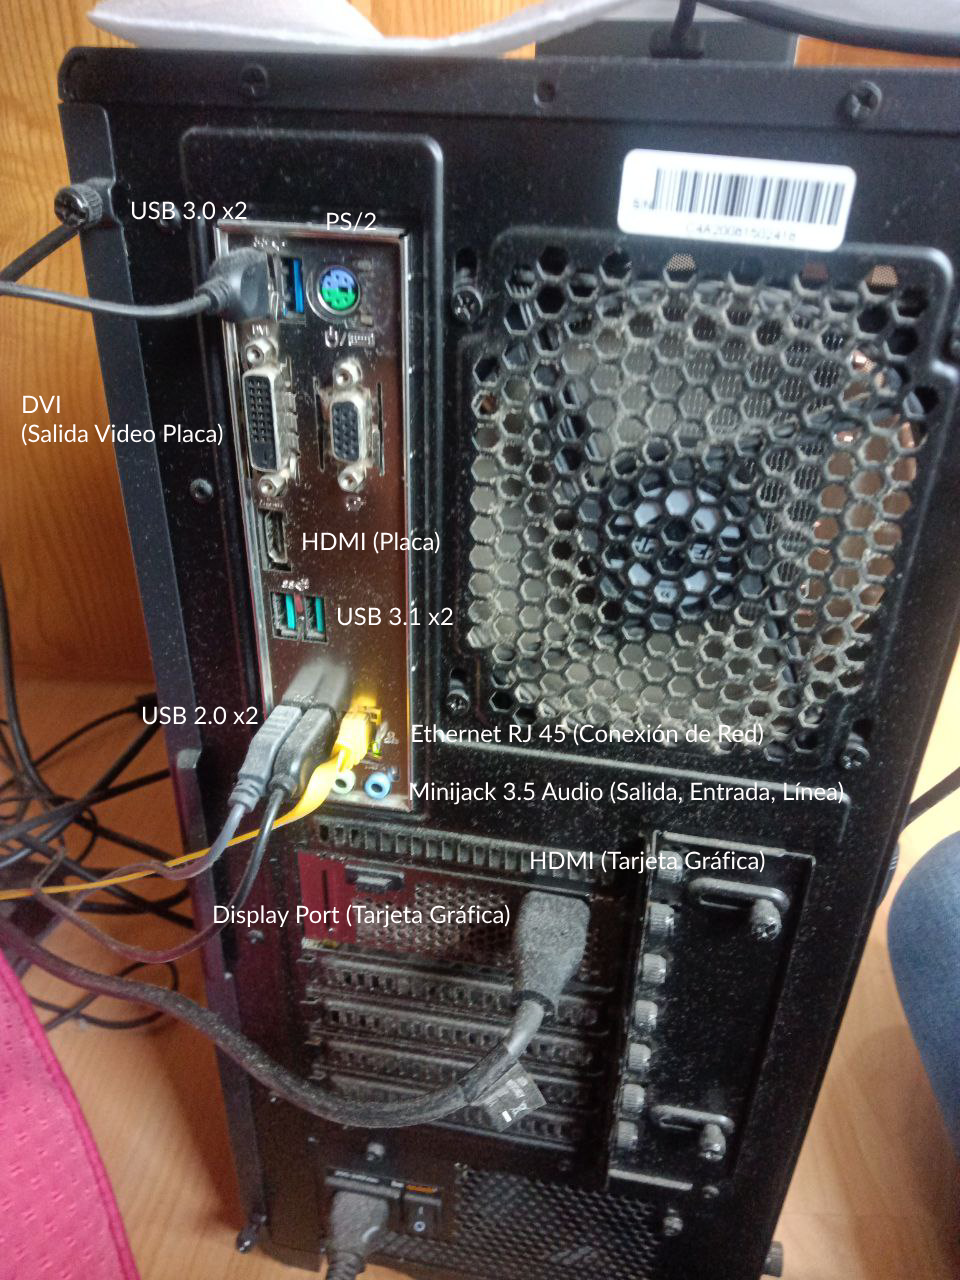 USB 3.0 x2
PS/2
DVI
(Salida Video Placa)
HDMI (Placa)
USB 3.1 x2
USB 2.0 x2
Ethernet RJ 45 (Conexión de Red)
Minijack 3.5 Audio (Salida, Entrada, Línea)
HDMI (Tarjeta Gráfica)
Display Port (Tarjeta Gráfica)